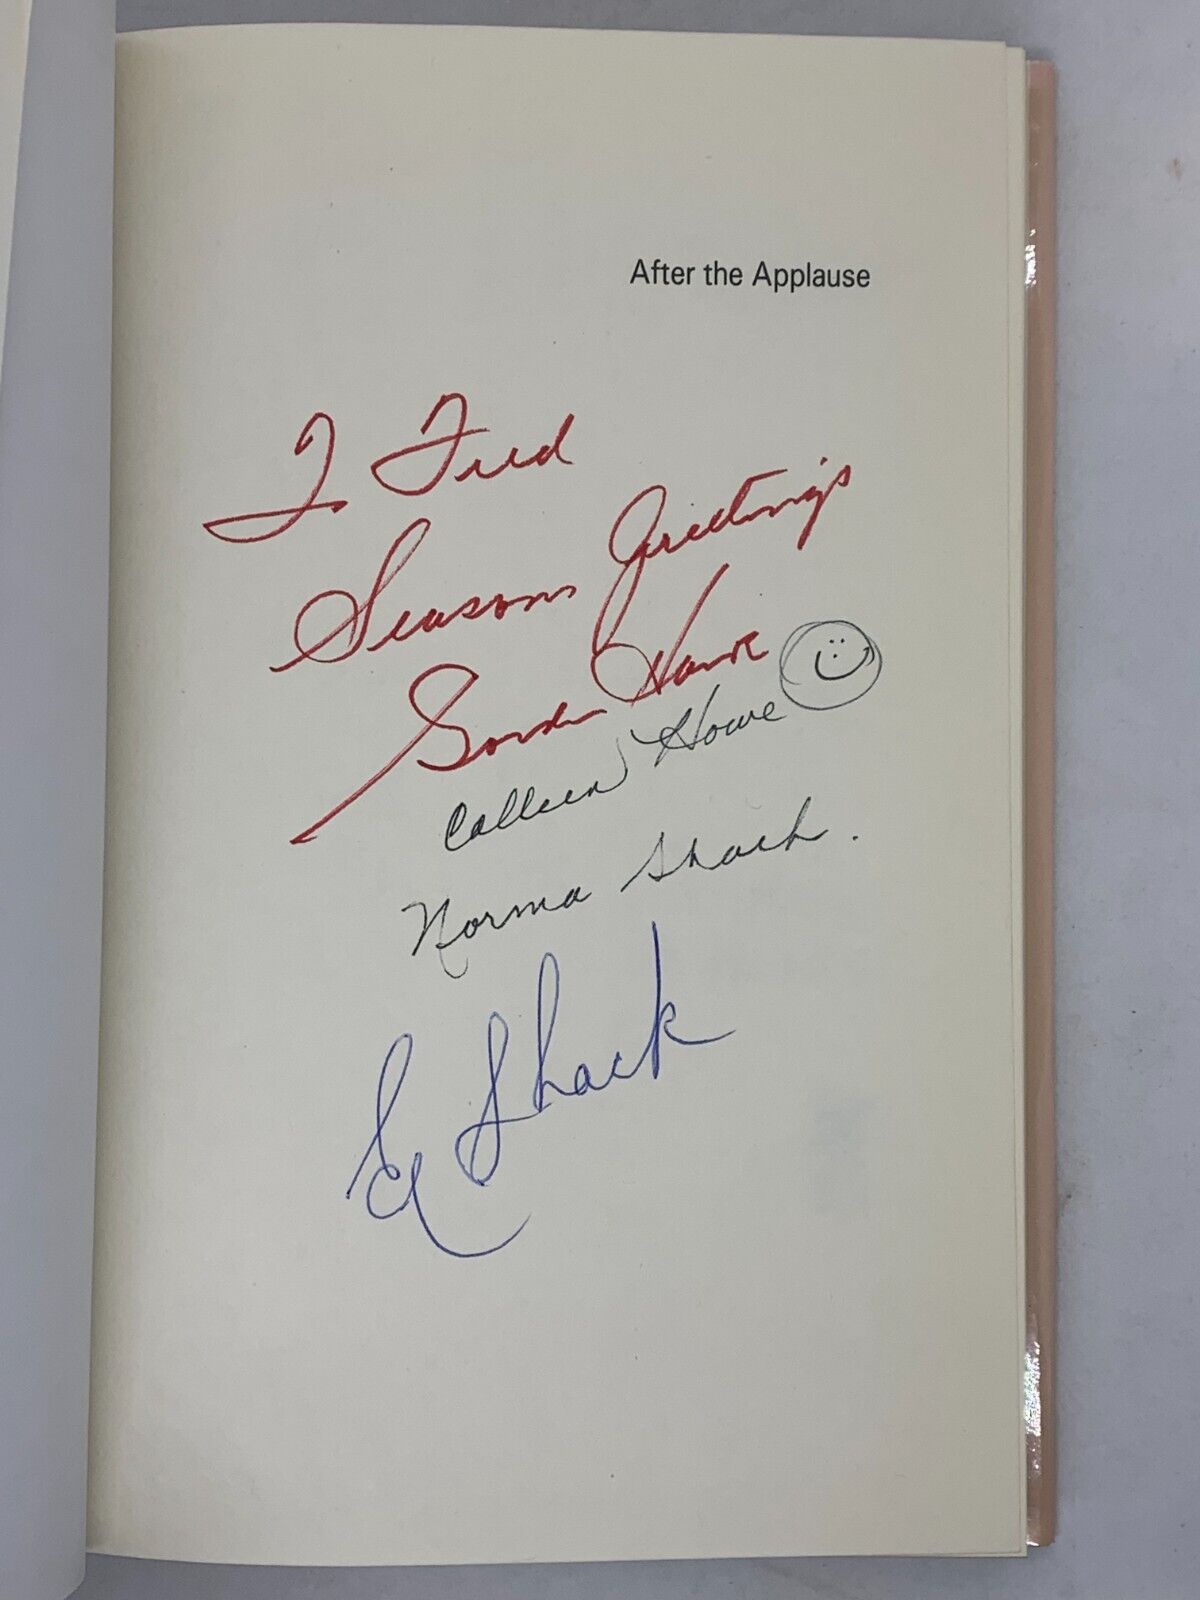 After the Applause
To Fred
Seasons Greetings
Gordie Howe
Colleen Howe
Norma Shack.
Ed Shack